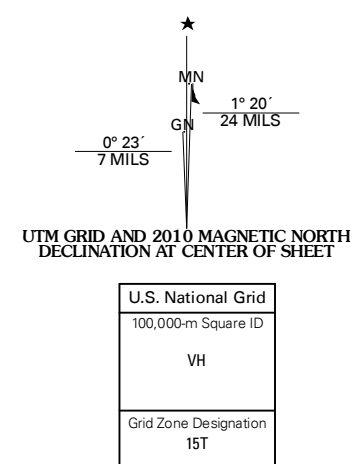 MN
GN
1° 20´
24 MILS
0° 23´
7 MILS
UTM GRID AND 2010 MAGNETIC NORTH
DECLINATION AT CENTER OF SHEET
U.S. National Grid
100,000-m Square ID
VH
Grid Zone Designation
15T